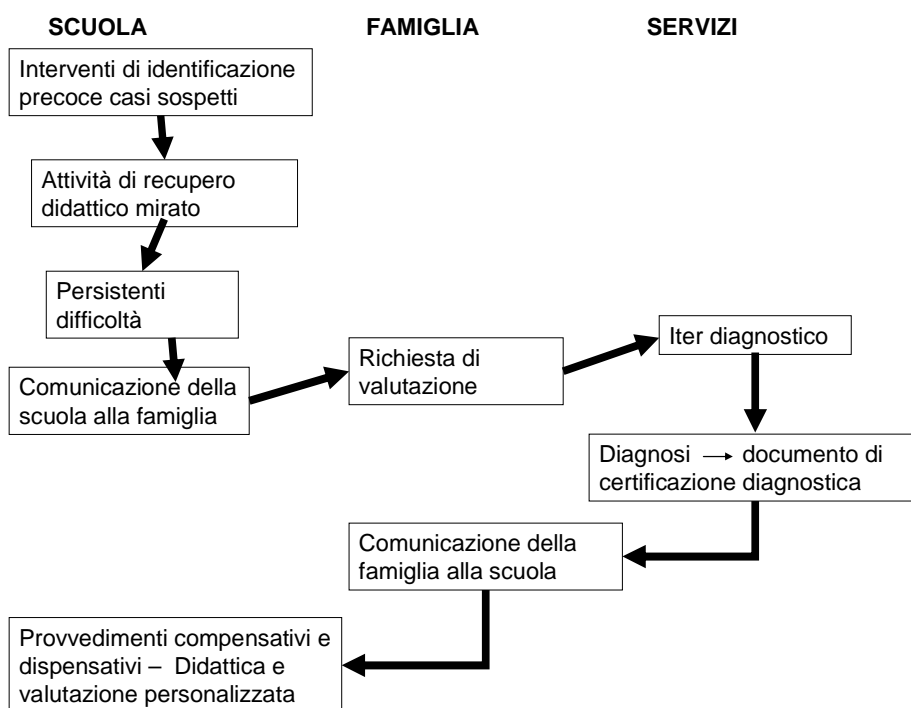 SCUOLA
FAMIGLIA
SERVIZI
Interventi di identificazione
precoce casi sospetti
Attività di recupero
didattico mirato
Persistenti
difficoltà
Comunicazione della
scuola alla famiglia
Richiesta di
valutazione
Iter diagnostico
Diagnosi → documento di
certificazione diagnostica
Comunicazione della
famiglia alla scuola
Provvedimenti compensativi e
dispensativi – Didattica e
valutazione personalizzata